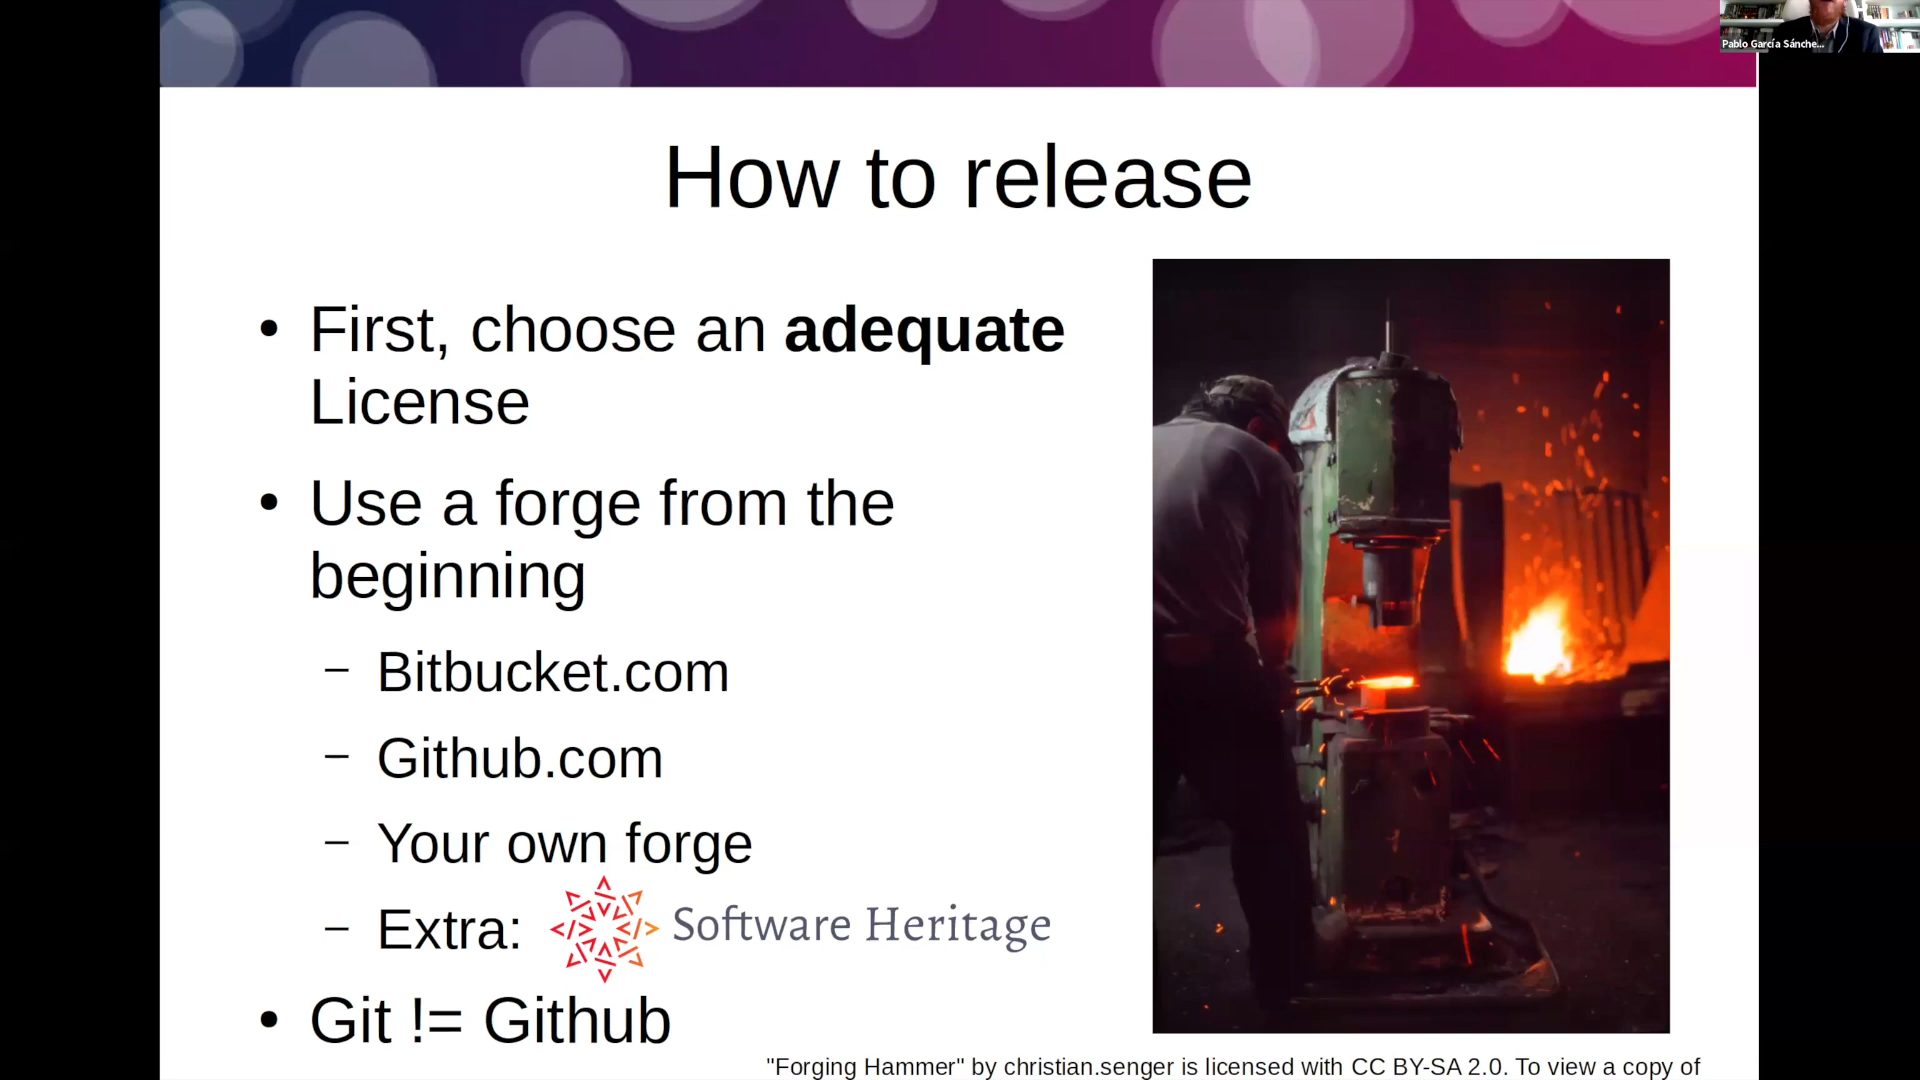 Pablo García Sánche...
How to release
• First, choose an adequate
License
• Use a forge from the
beginning
– Bitbucket.com
– Github.com
– Your own forge
– Extra: Software Heritage
• Git != Github
"Forging Hammer" by christian.senger is licensed with CC BY-SA 2.0. To view a copy of